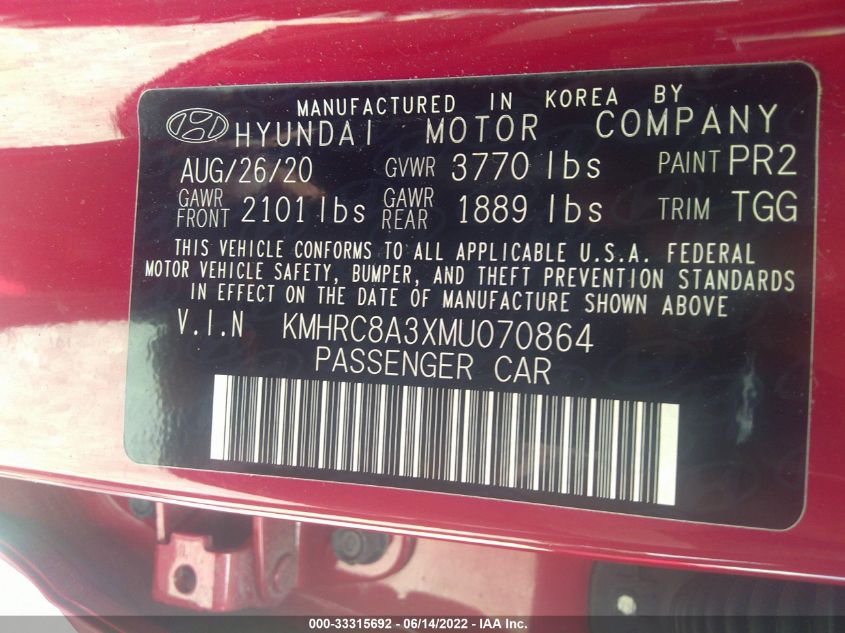 MANUFACTURED IN KOREA BY
HYUNDAI MOTOR COMPANY
AUG/26/20 GVWR 3770 lbs PAINT PR2
GAWR FRONT 2101 lbs GAWR REAR 1889 lbs TRIM TGG
THIS VEHICLE CONFORMS TO ALL APPLICABLE U.S.A. FEDERAL
MOTOR VEHICLE SAFETY, BUMPER, AND THEFT PREVENTION STANDARDS
IN EFFECT ON THE DATE OF MANUFACTURE SHOWN ABOVE
V.I.N KMHRC8A3XMU070864
PASSENGER CAR
000-33315692 - 06/14/2022 - IAA Inc.